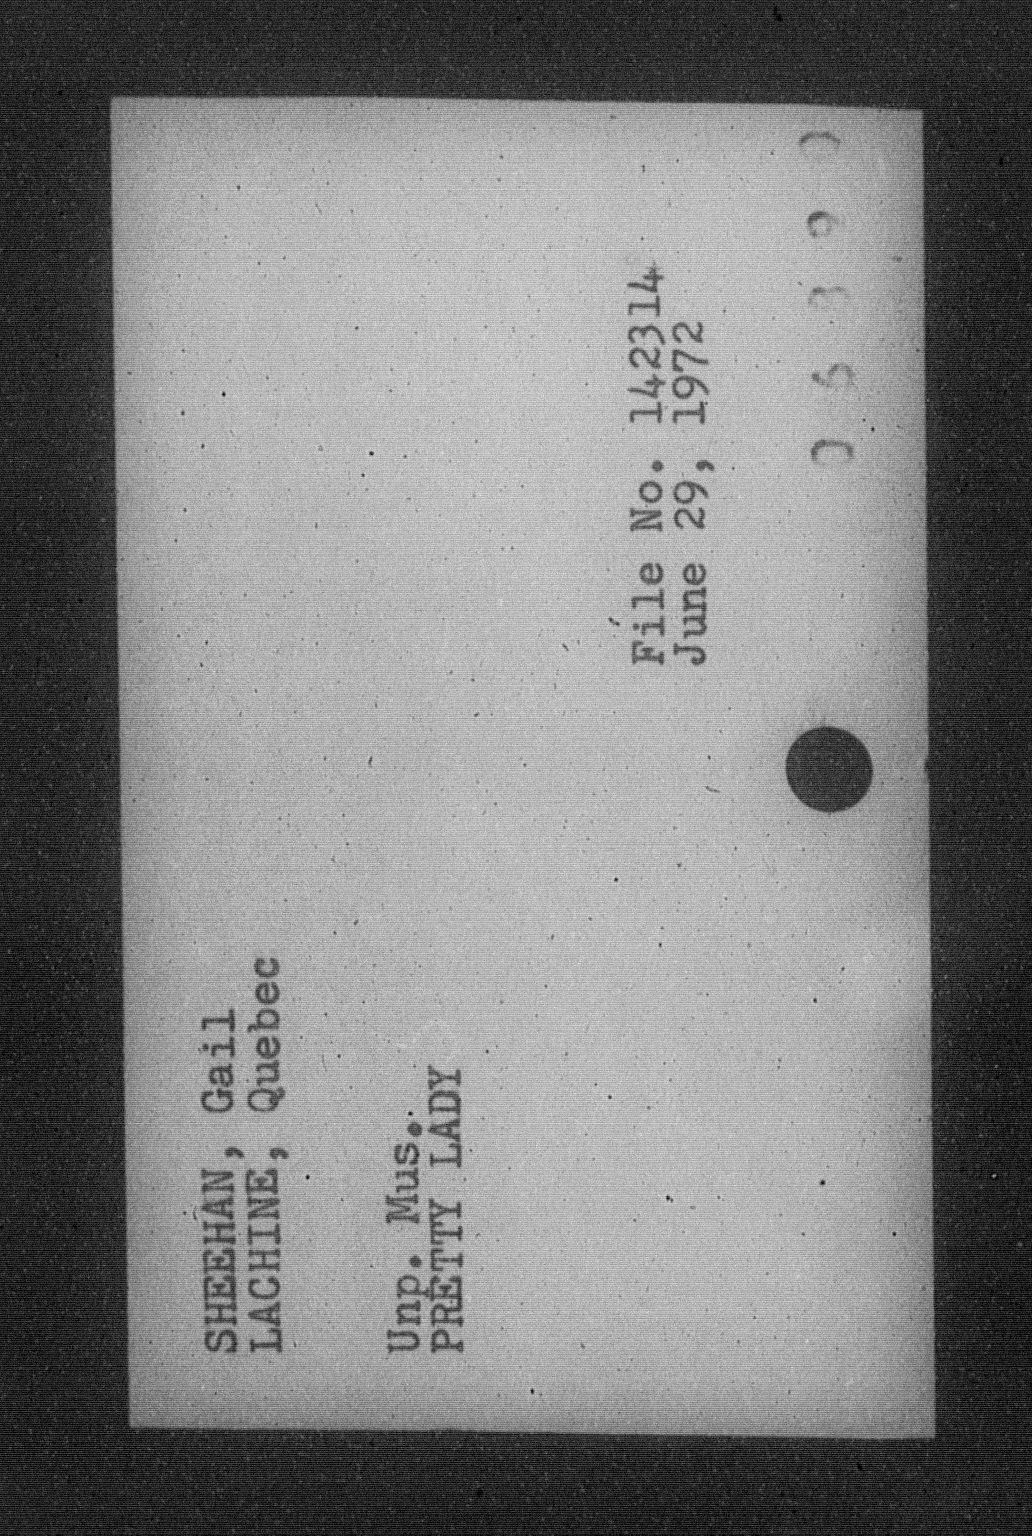 SHEEHAN, Gail
LACHINE, Quebec
Unp. Mus.
PRETTY LADY
File No. 142314
June 29, 1972